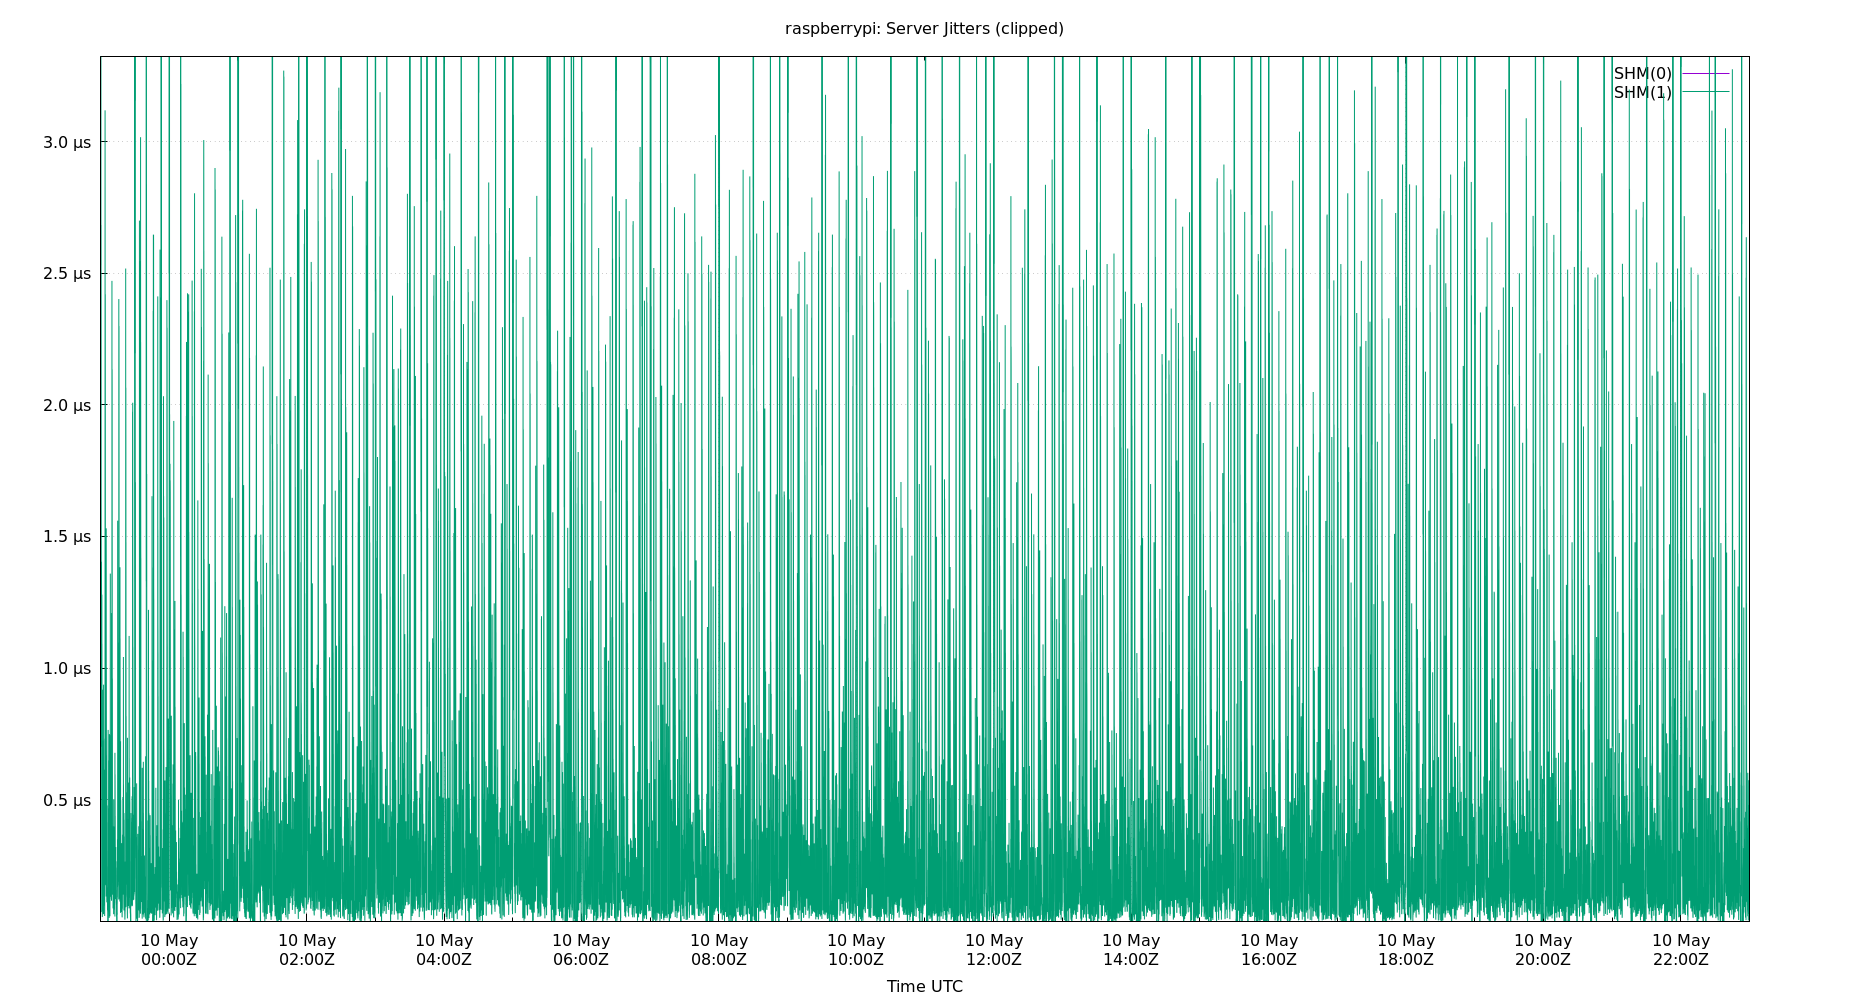 raspberrypi: Server Jitters (clipped)
SHM(0)
SHM(1)
3.0 µs
2.5 µs
2.0 µs
1.5 µs
1.0 µs
0.5 µs
10 May 10 May 10 May 10 May 10 May 10 May 10 May 10 May 10 May 10 May 10 May 10 May
00:00Z 02:00Z 04:00Z 06:00Z 08:00Z 10:00Z 12:00Z 14:00Z 16:00Z 18:00Z 20:00Z 22:00Z
Time UTC